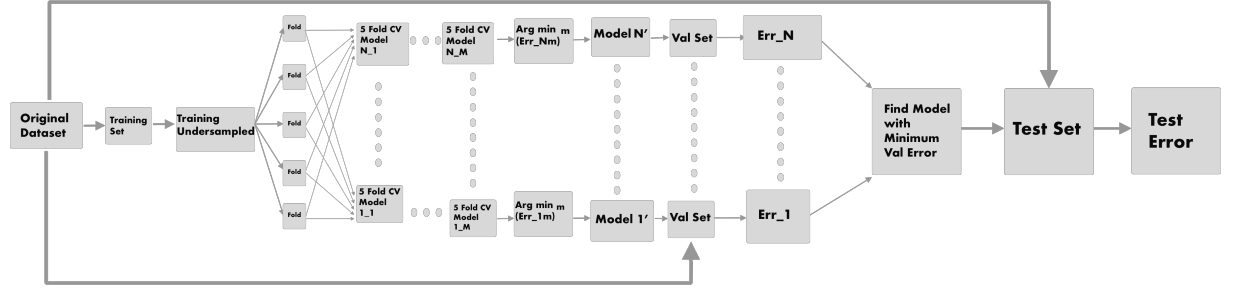 Original
Dataset
Training
Set
Training
Undersampled
Fold
Fold
Fold
Fold
Fold
5 Fold CV
Model
N_1
5 Fold CV
Model
N_M
Arg min m
(Err_Nm)
Model N'
Val Set
Err_N
5 Fold CV
Model
1_1
5 Fold CV
Model
1_M
Arg min m
(Err_1m)
Model 1'
Val Set
Err_1
Find Model
with
Minimum
Val Error
Test Set
Test
Error